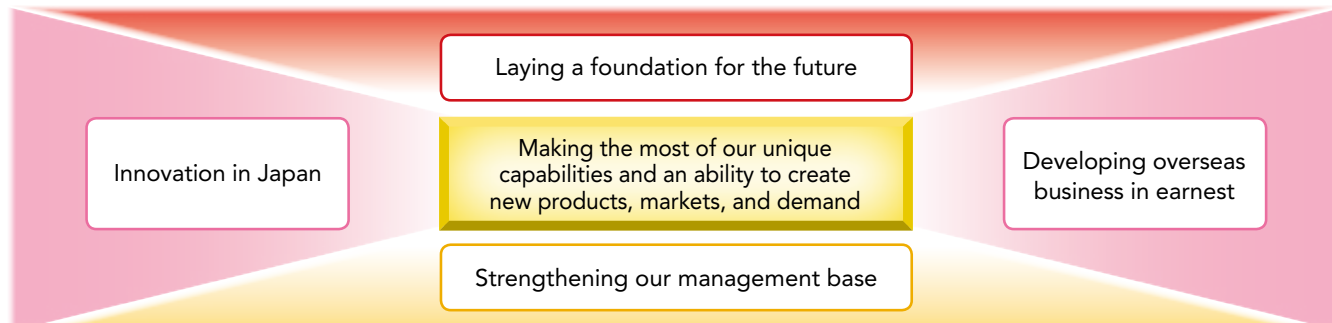 Laying a foundation for the future
Innovation in Japan
Making the most of our unique
capabilities and an ability to create
new products, markets, and demand
Developing overseas
business in earnest
Strengthening our management base